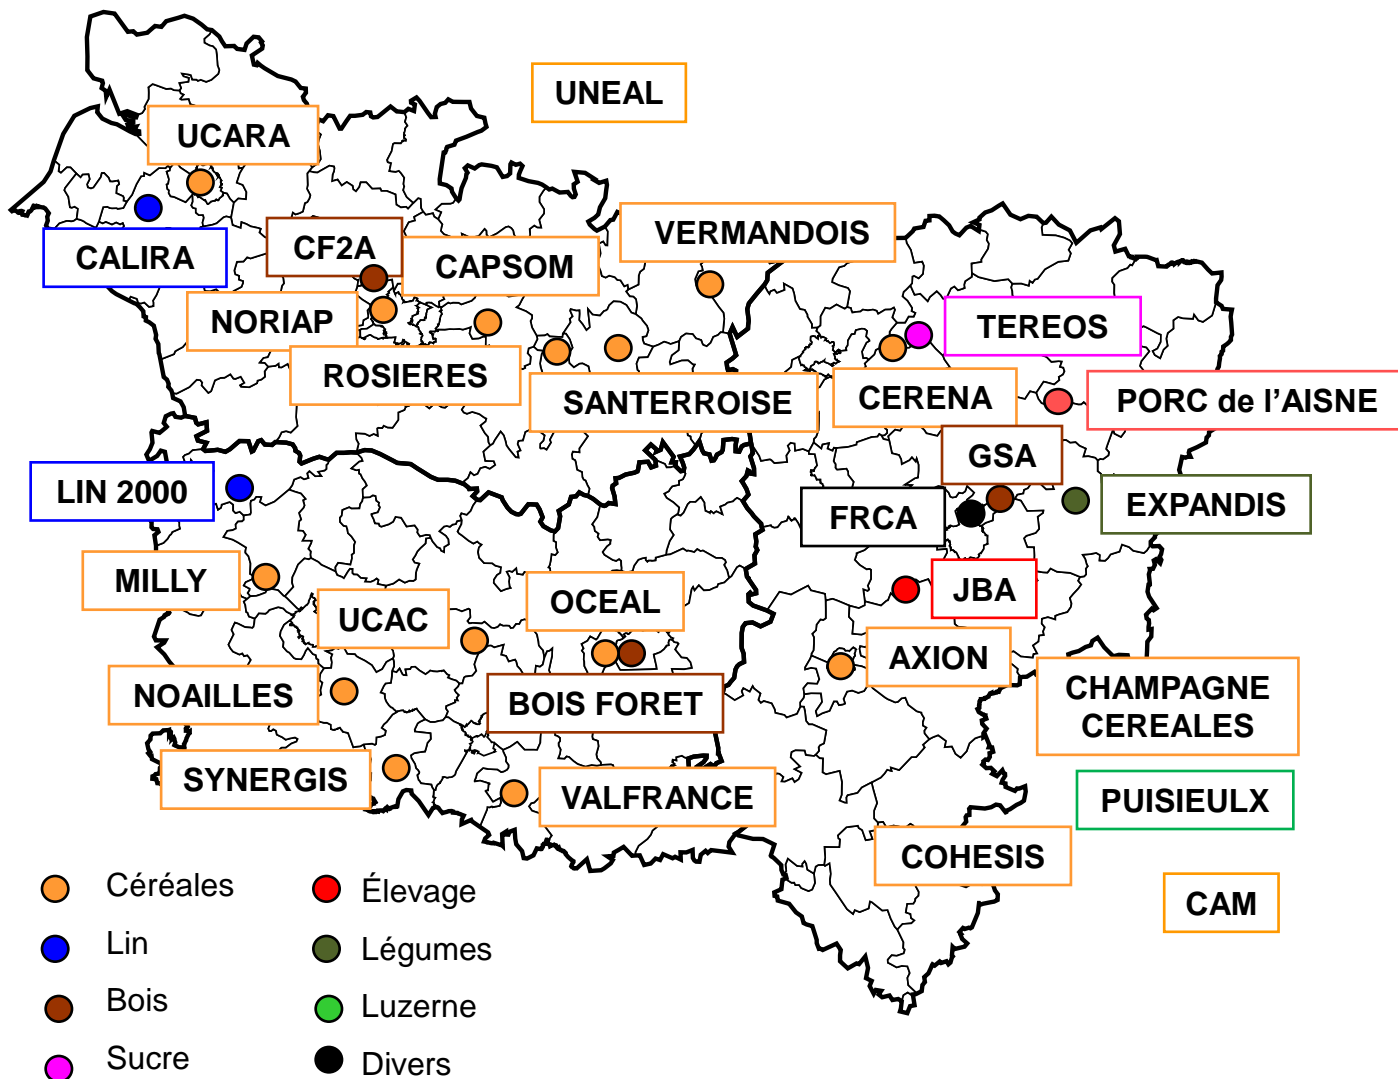 UNEAL
UCARA
VERMANDOIS
CALIRA
CF2A
CAPSOM
NORIAP
TEREOS
ROSIERES
SANTERROISE
CERENA
PORC de l’AISNE
GSA
LIN 2000
FRCA
EXPANDIS
MILLY
UCAC
OCEAL
JBA
NOAILLES
BOIS FORET
AXION
CHAMPAGNE
CEREALES
SYNERGIS
VALFRANCE
PUISIEULX
COHESIS
CAM
Céréales
Lin
Bois
Sucre
Élevage
Légumes
Luzerne
Divers